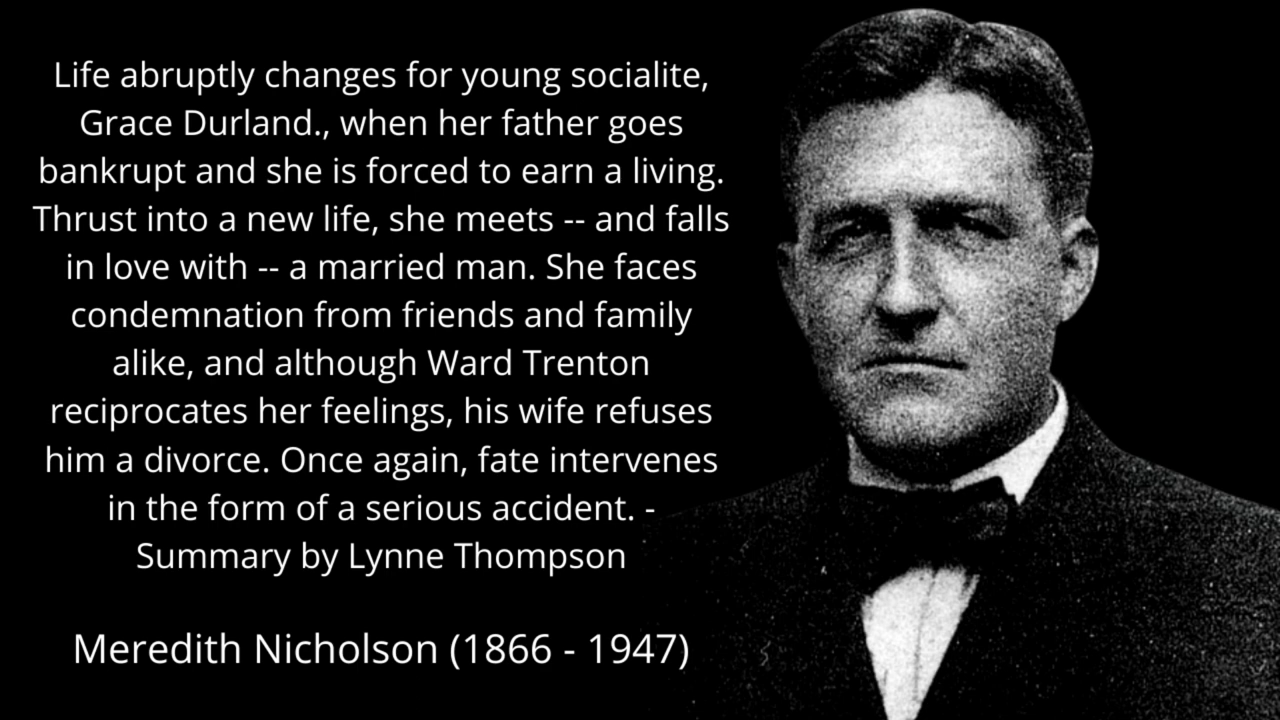 Life abruptly changes for young socialite,
Grace Durland., when her father goes
bankrupt and she is forced to earn a living.
Thrust into a new life, she meets -- and falls
in love with -- a married man. She faces
condemnation from friends and family
alike, and although Ward Trenton
reciprocates her feelings, his wife refuses
him a divorce. Once again, fate intervenes
in the form of a serious accident. -
Summary by Lynne Thompson
Meredith Nicholson (1866 - 1947)